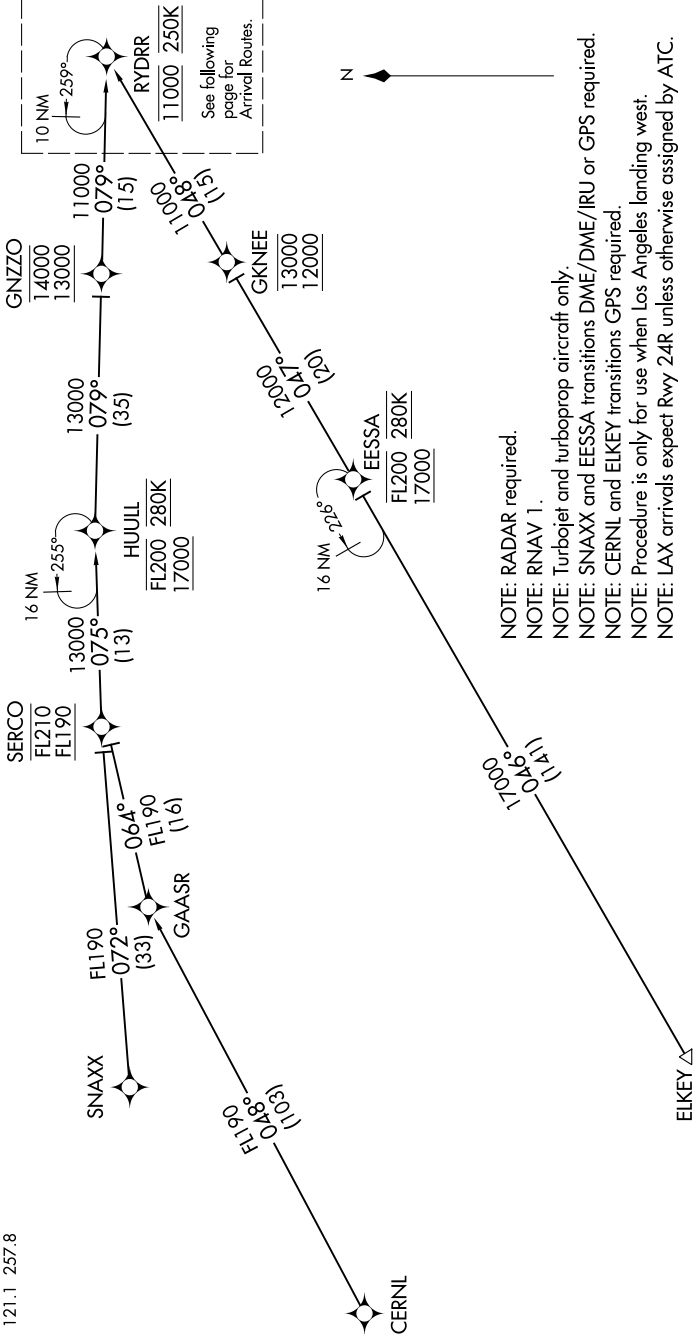 121.1 257.8
SNAXX
FL190
072°
(33)
CERNL
FL190
048°
(103)
GAASR
064°
FL190
(16)
SERCO
FL210
FL190
13000
075°
(13)
16 NM
255°
HUULL
FL200 280K
17000
13000
079°
(35)
GNZZO
14000
13000
11000
079°
(15)
10 NM
259°
RYDRR
11000 250K
See following
page for
Arrival Routes.
ELKEY
17000
046°
(141)
16 NM
226°
EESSA
FL200 280K
17000
12000
047°
(20)
GKNEE
13000
12000
11000
048°
(15)
N
NOTE: RADAR required.
NOTE: RNAV 1.
NOTE: Turbojet and turboprop aircraft only.
NOTE: SNAXX and EESSA transitions DME/DME/IRU or GPS required.
NOTE: CERNL and ELKEY transitions GPS required.
NOTE: Procedure is only for use when Los Angeles landing west.
NOTE: LAX arrivals expect Rwy 24R unless otherwise assigned by ATC.